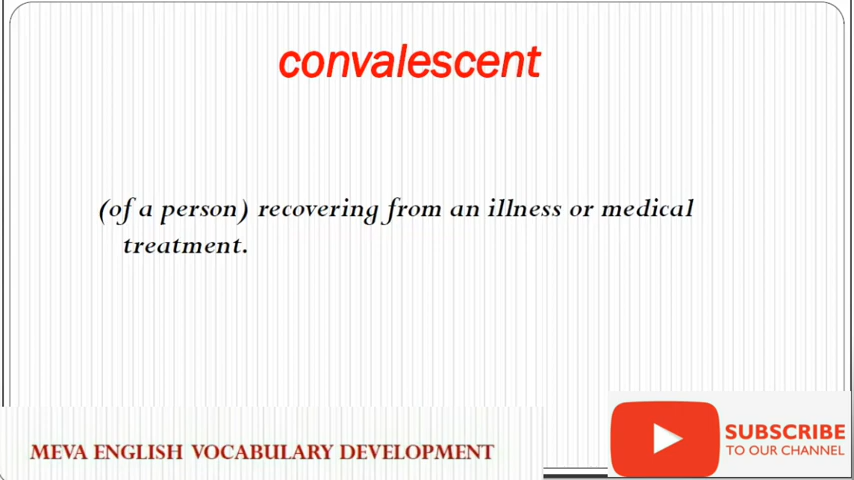 convalescent
(of a person) recovering from an illness or medical
treatment.
MEVA ENGLISH VOCABULARY DEVELOPMENT
SUBSCRIBE
TO OUR CHANNEL